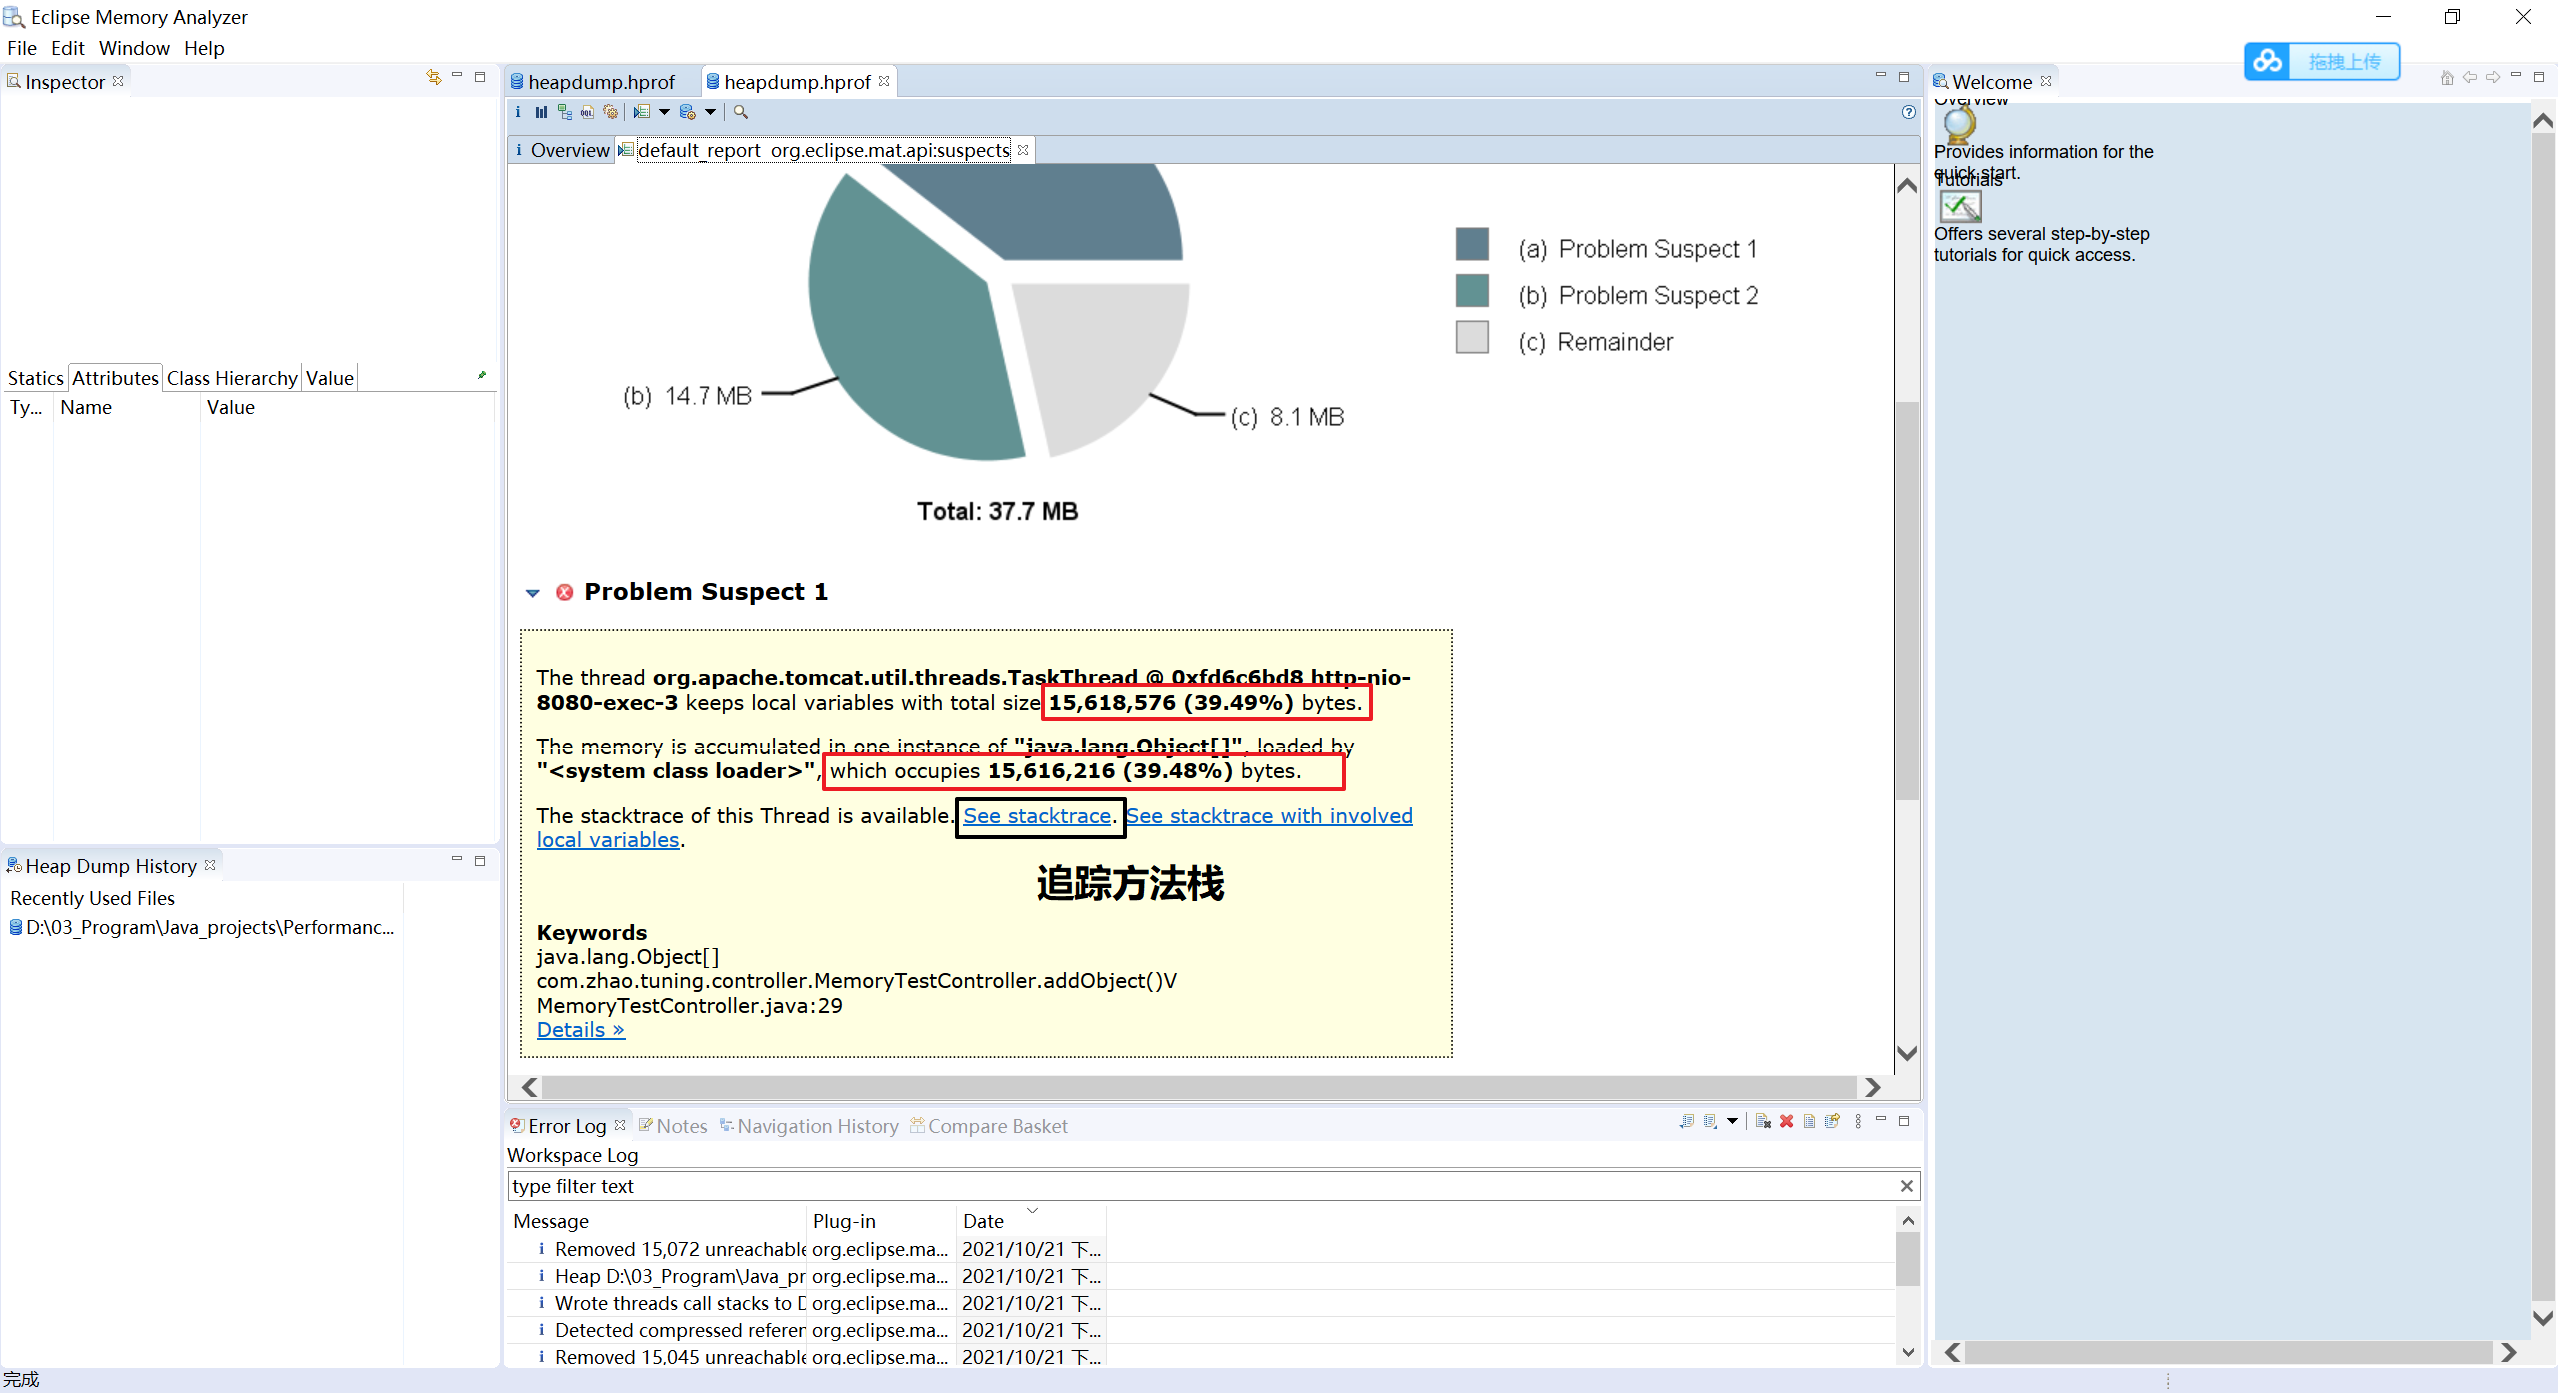 Eclipse Memory Analyzer
File Edit Window Help
拖拽上传
Inspector
Statics Attributes Class Hierarchy Value
Ty... Name Value
Heap Dump History
Recently Used Files
D:\03_Program\Java_projects\Performanc...
heapdump.hprof heapdump.hprof
Overview default_report org.eclipse.mat.api:suspects
(a) Problem Suspect 1
(b) Problem Suspect 2
(c) Remainder
(b) 14.7 MB
(c) 8.1 MB
Total: 37.7 MB
Problem Suspect 1
The thread org.apache.tomcat.util.threads.TaskThread @ 0xfd6c6bd8 http-nio-
8080-exec-3 keeps local variables with total size 15,618,576 (39.49%) bytes.
The memory is accumulated in one instance of "java.lang.Object[]", loaded by
"<system class loader>", which occupies 15,616,216 (39.48%) bytes.
The stacktrace of this Thread is available. See stacktrace. See stacktrace with involved
local variables.
追踪方法栈
Keywords
java.lang.Object[]
com.zhao.tuning.controller.MemoryTestController.addObject()V
MemoryTestController.java:29
Details »
Error Log Notes Navigation History Compare Basket
Workspace Log
type filter text
Message Plug-in Date
Removed 15,072 unreachable org.eclipse.ma... 2021/10/21 下...
Heap D:\03_Program\Java_pr org.eclipse.ma... 2021/10/21 下...
Wrote threads call stacks to D org.eclipse.ma... 2021/10/21 下...
Detected compressed referen org.eclipse.ma... 2021/10/21 下...
Removed 15,045 unreachable org.eclipse.ma... 2021/10/21 下...
Welcome
Overview
Provides information for the
quick start.
Tutorials
Offers several step-by-step
tutorials for quick access.
完成